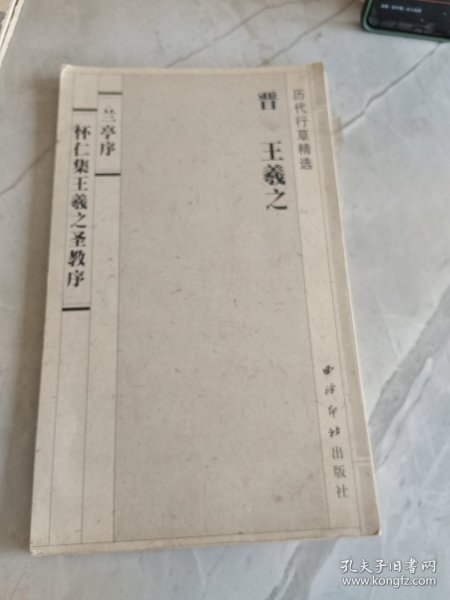 历代行草精选
晋 王羲之
兰亭序
怀仁集王羲之圣教序
西泠印社出版社
孔夫子旧书网
www.kongfz.com